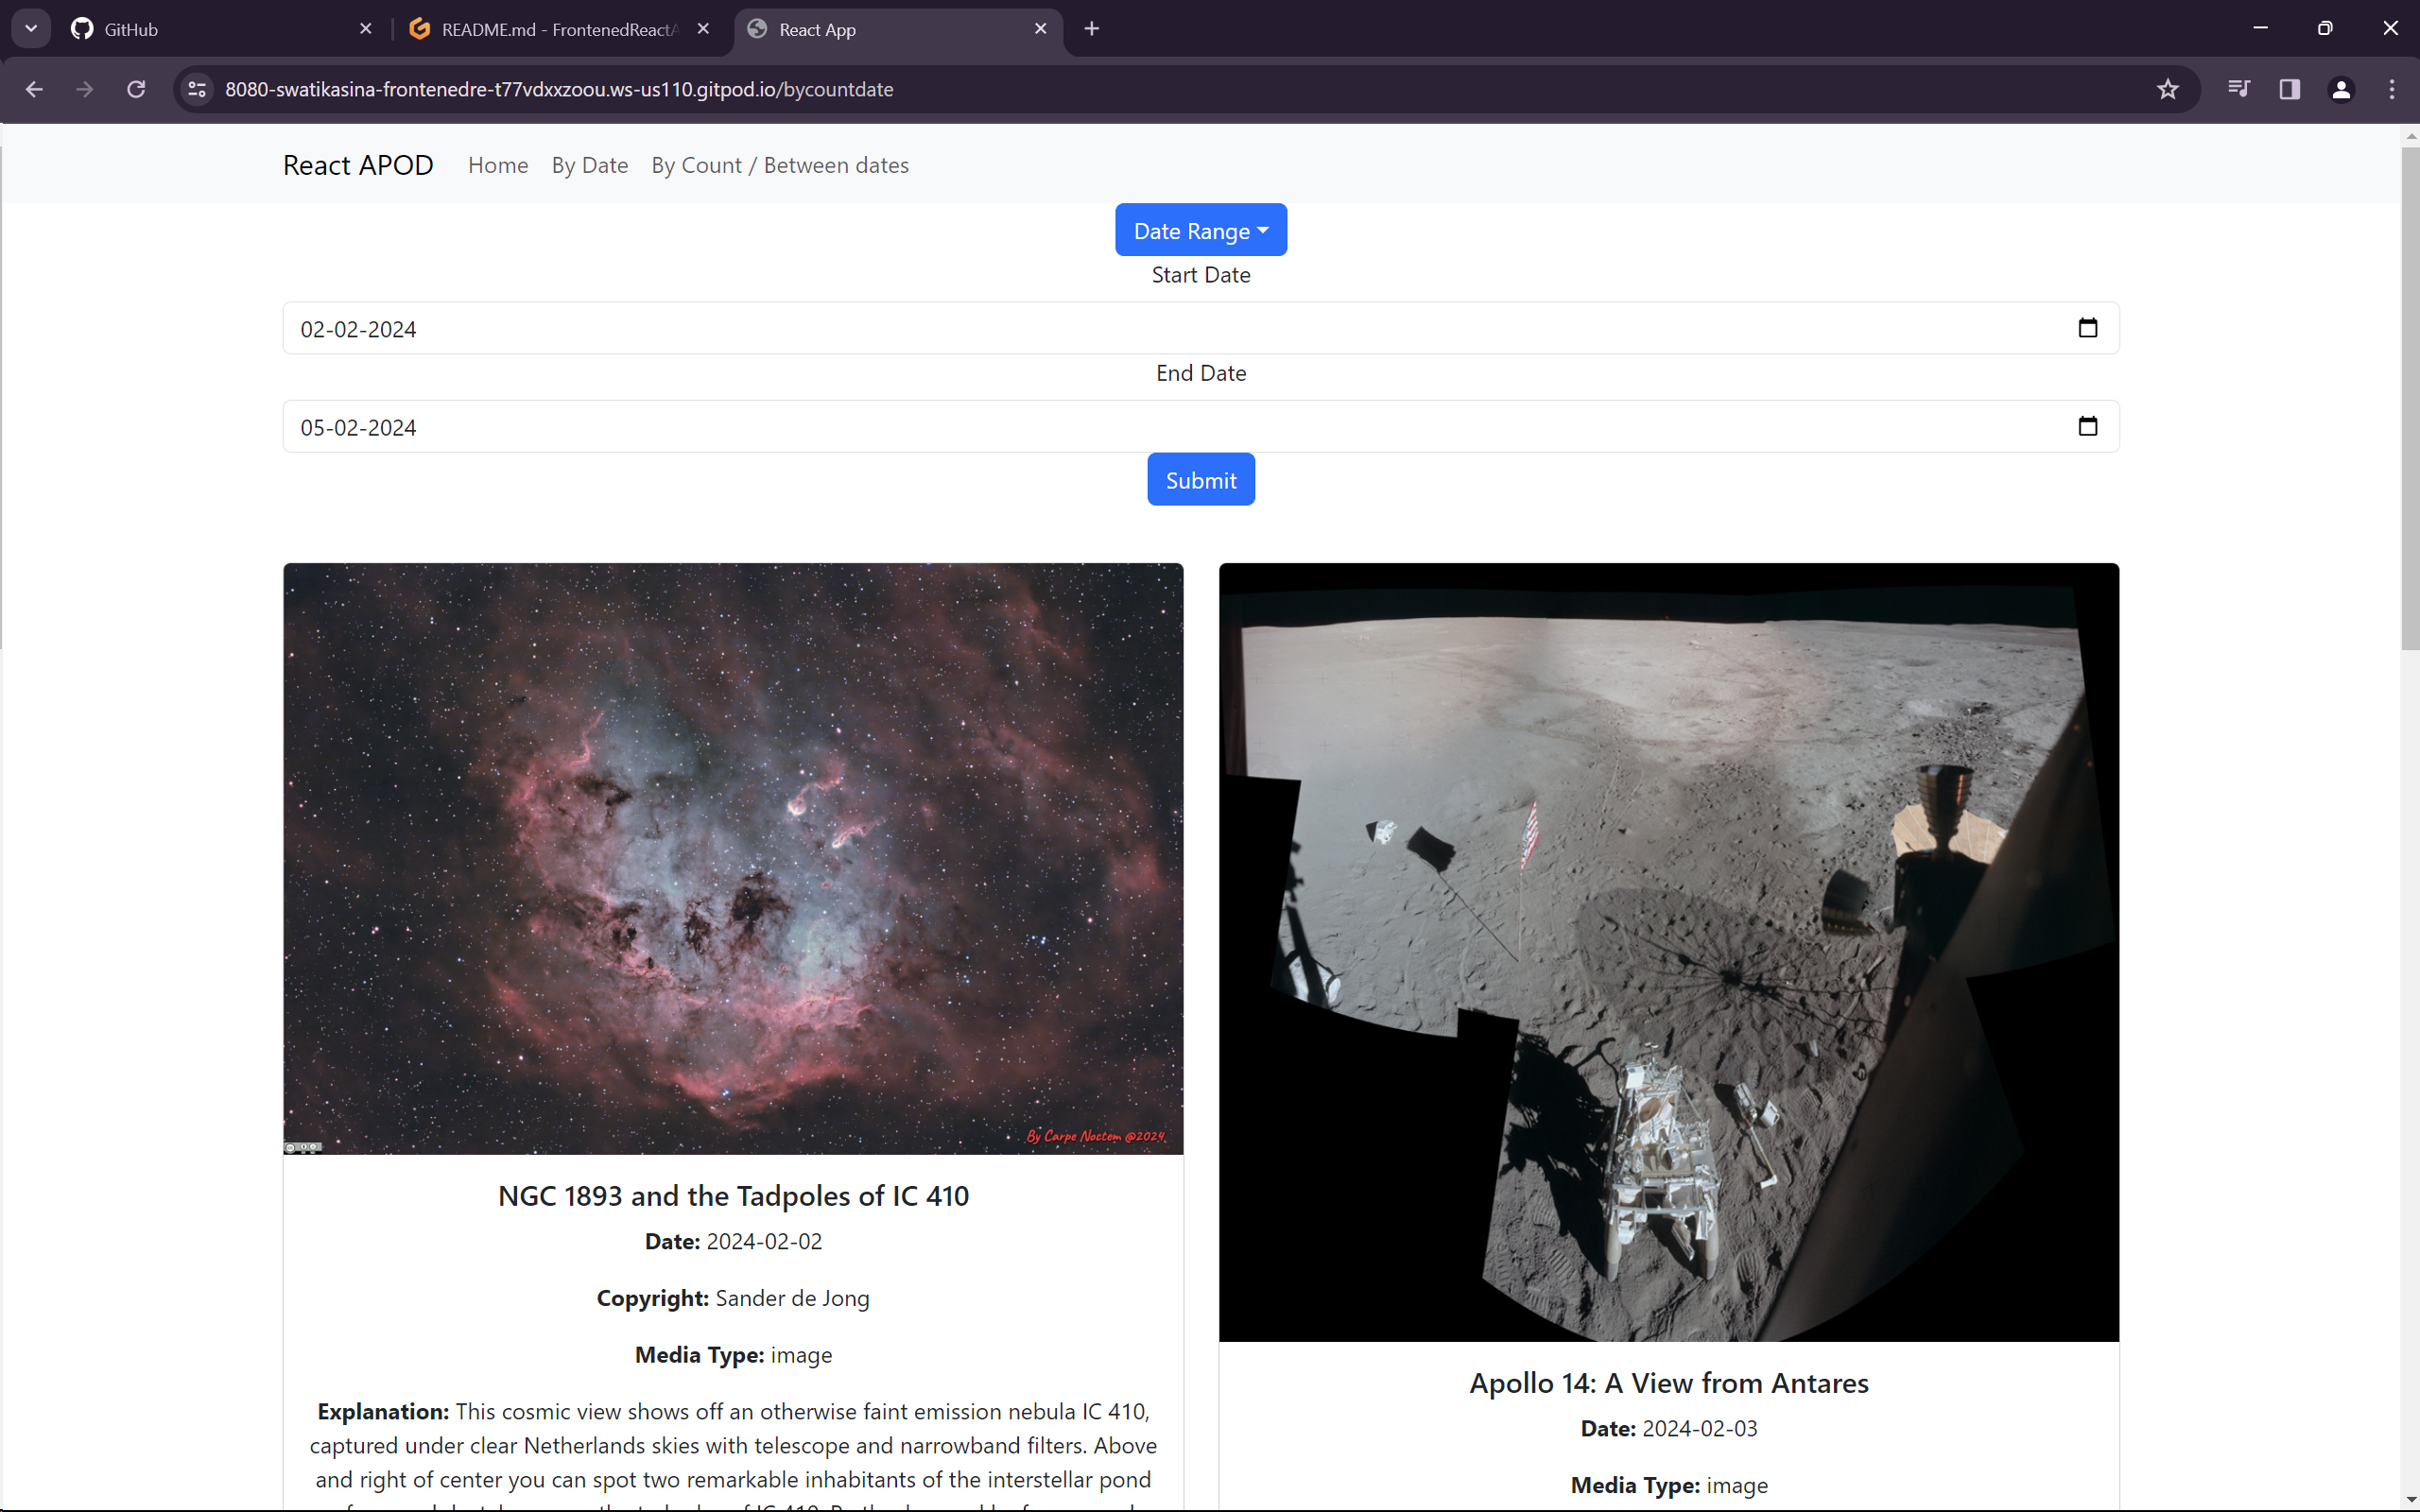 GitHub
README.md - FrontenedReactA
React App
8080-swatikasina-frontenedre-t77vdxxzoou.ws-us110.gitpod.io/bycountdate
React APOD Home By Date By Count / Between dates
Date Range
Start Date
02-02-2024
End Date
05-02-2024
Submit
By Carpe Noctem @2024
NGC 1893 and the Tadpoles of IC 410
Date: 2024-02-02
Copyright: Sander de Jong
Media Type: image
Explanation: This cosmic view shows off an otherwise faint emission nebula IC 410,
captured under clear Netherlands skies with telescope and narrowband filters. Above
and right of center you can spot two remarkable inhabitants of the interstellar pond
Apollo 14: A View from Antares
Date: 2024-02-03
Media Type: image